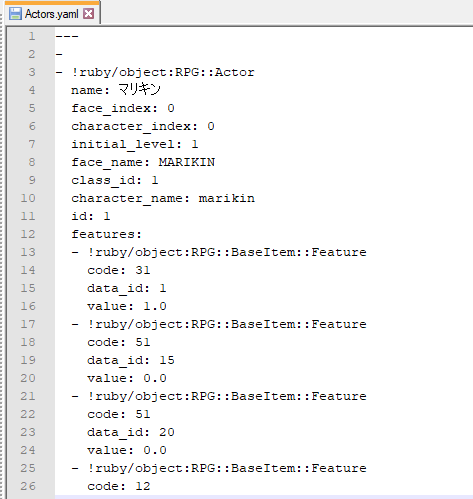 Actors.yaml
1 ---
2 -
3 - !ruby/object:RPG::Actor
4   name: マリキン
5   face_index: 0
6   character_index: 0
7   initial_level: 1
8   face_name: MARIKIN
9   class_id: 1
10   character_name: marikin
11   id: 1
12   features:
13   - !ruby/object:RPG::BaseItem::Feature
14     code: 31
15     data_id: 1
16     value: 1.0
17   - !ruby/object:RPG::BaseItem::Feature
18     code: 51
19     data_id: 15
20     value: 0.0
21   - !ruby/object:RPG::BaseItem::Feature
22     code: 51
23     data_id: 20
24     value: 0.0
25   - !ruby/object:RPG::BaseItem::Feature
26     code: 12